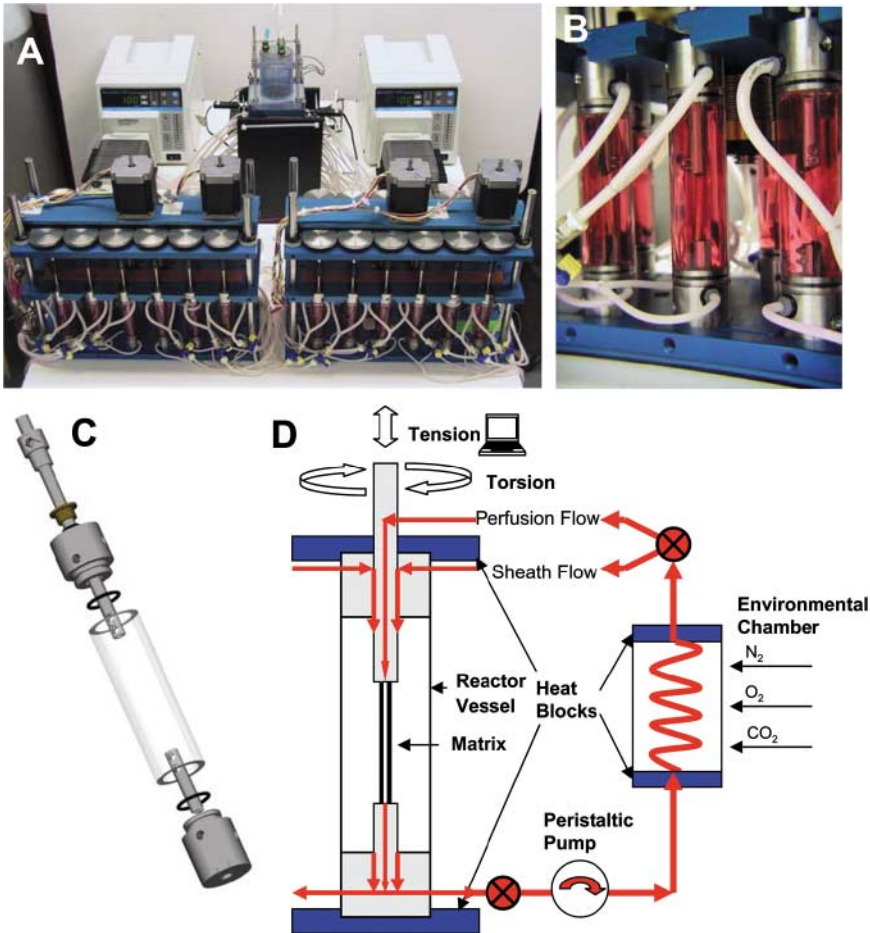 A
B
C
D
Tension
Torsion
Perfusion Flow
Sheath Flow
Environmental
Chamber
N2
O2
CO2
Reactor
Vessel
Heat
Blocks
Matrix
Peristaltic
Pump